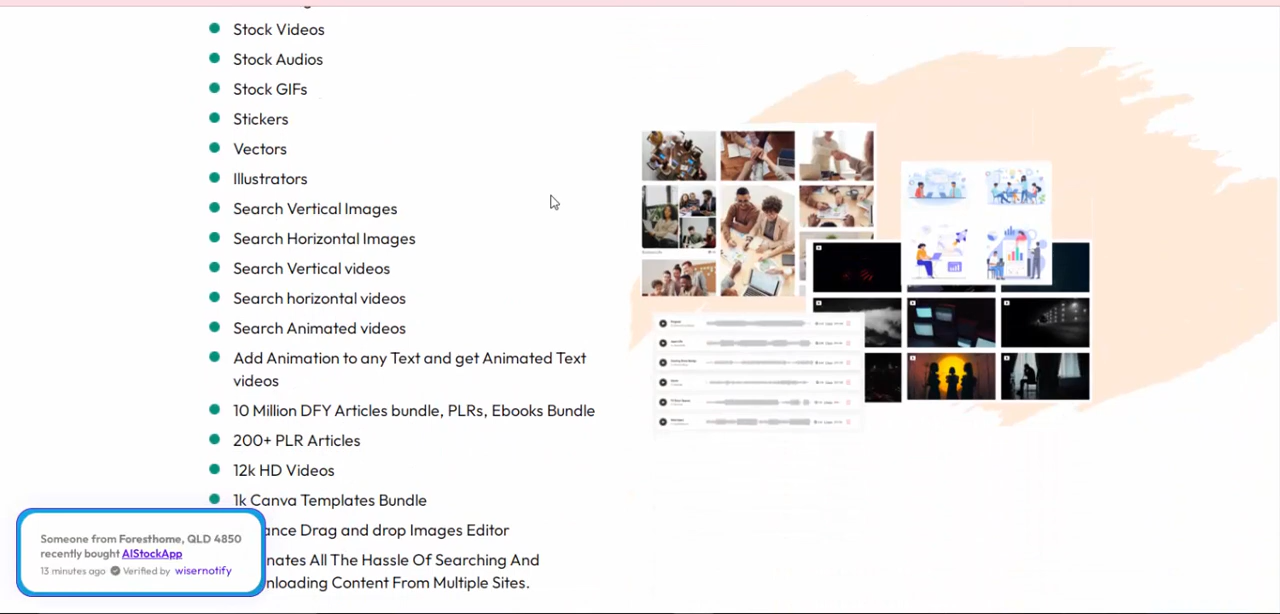 Stock Videos
Stock Audios
Stock GIFs
Stickers
Vectors
Illustrators
Search Vertical Images
Search Horizontal Images
Search Vertical videos
Search horizontal videos
Search Animated videos
Add Animation to any Text and get Animated Text
videos
10 Million DFY Articles bundle, PLRs, Ebooks Bundle
200+ PLR Articles
12k HD Videos
1k Canva Templates Bundle
ance Drag and drop Images Editor
nates All The Hassle Of Searching And
nloading Content From Multiple Sites.
Someone from Foresthome, QLD 4850
recently bought AIStockApp
13 minutes ago Verified by wisernotify